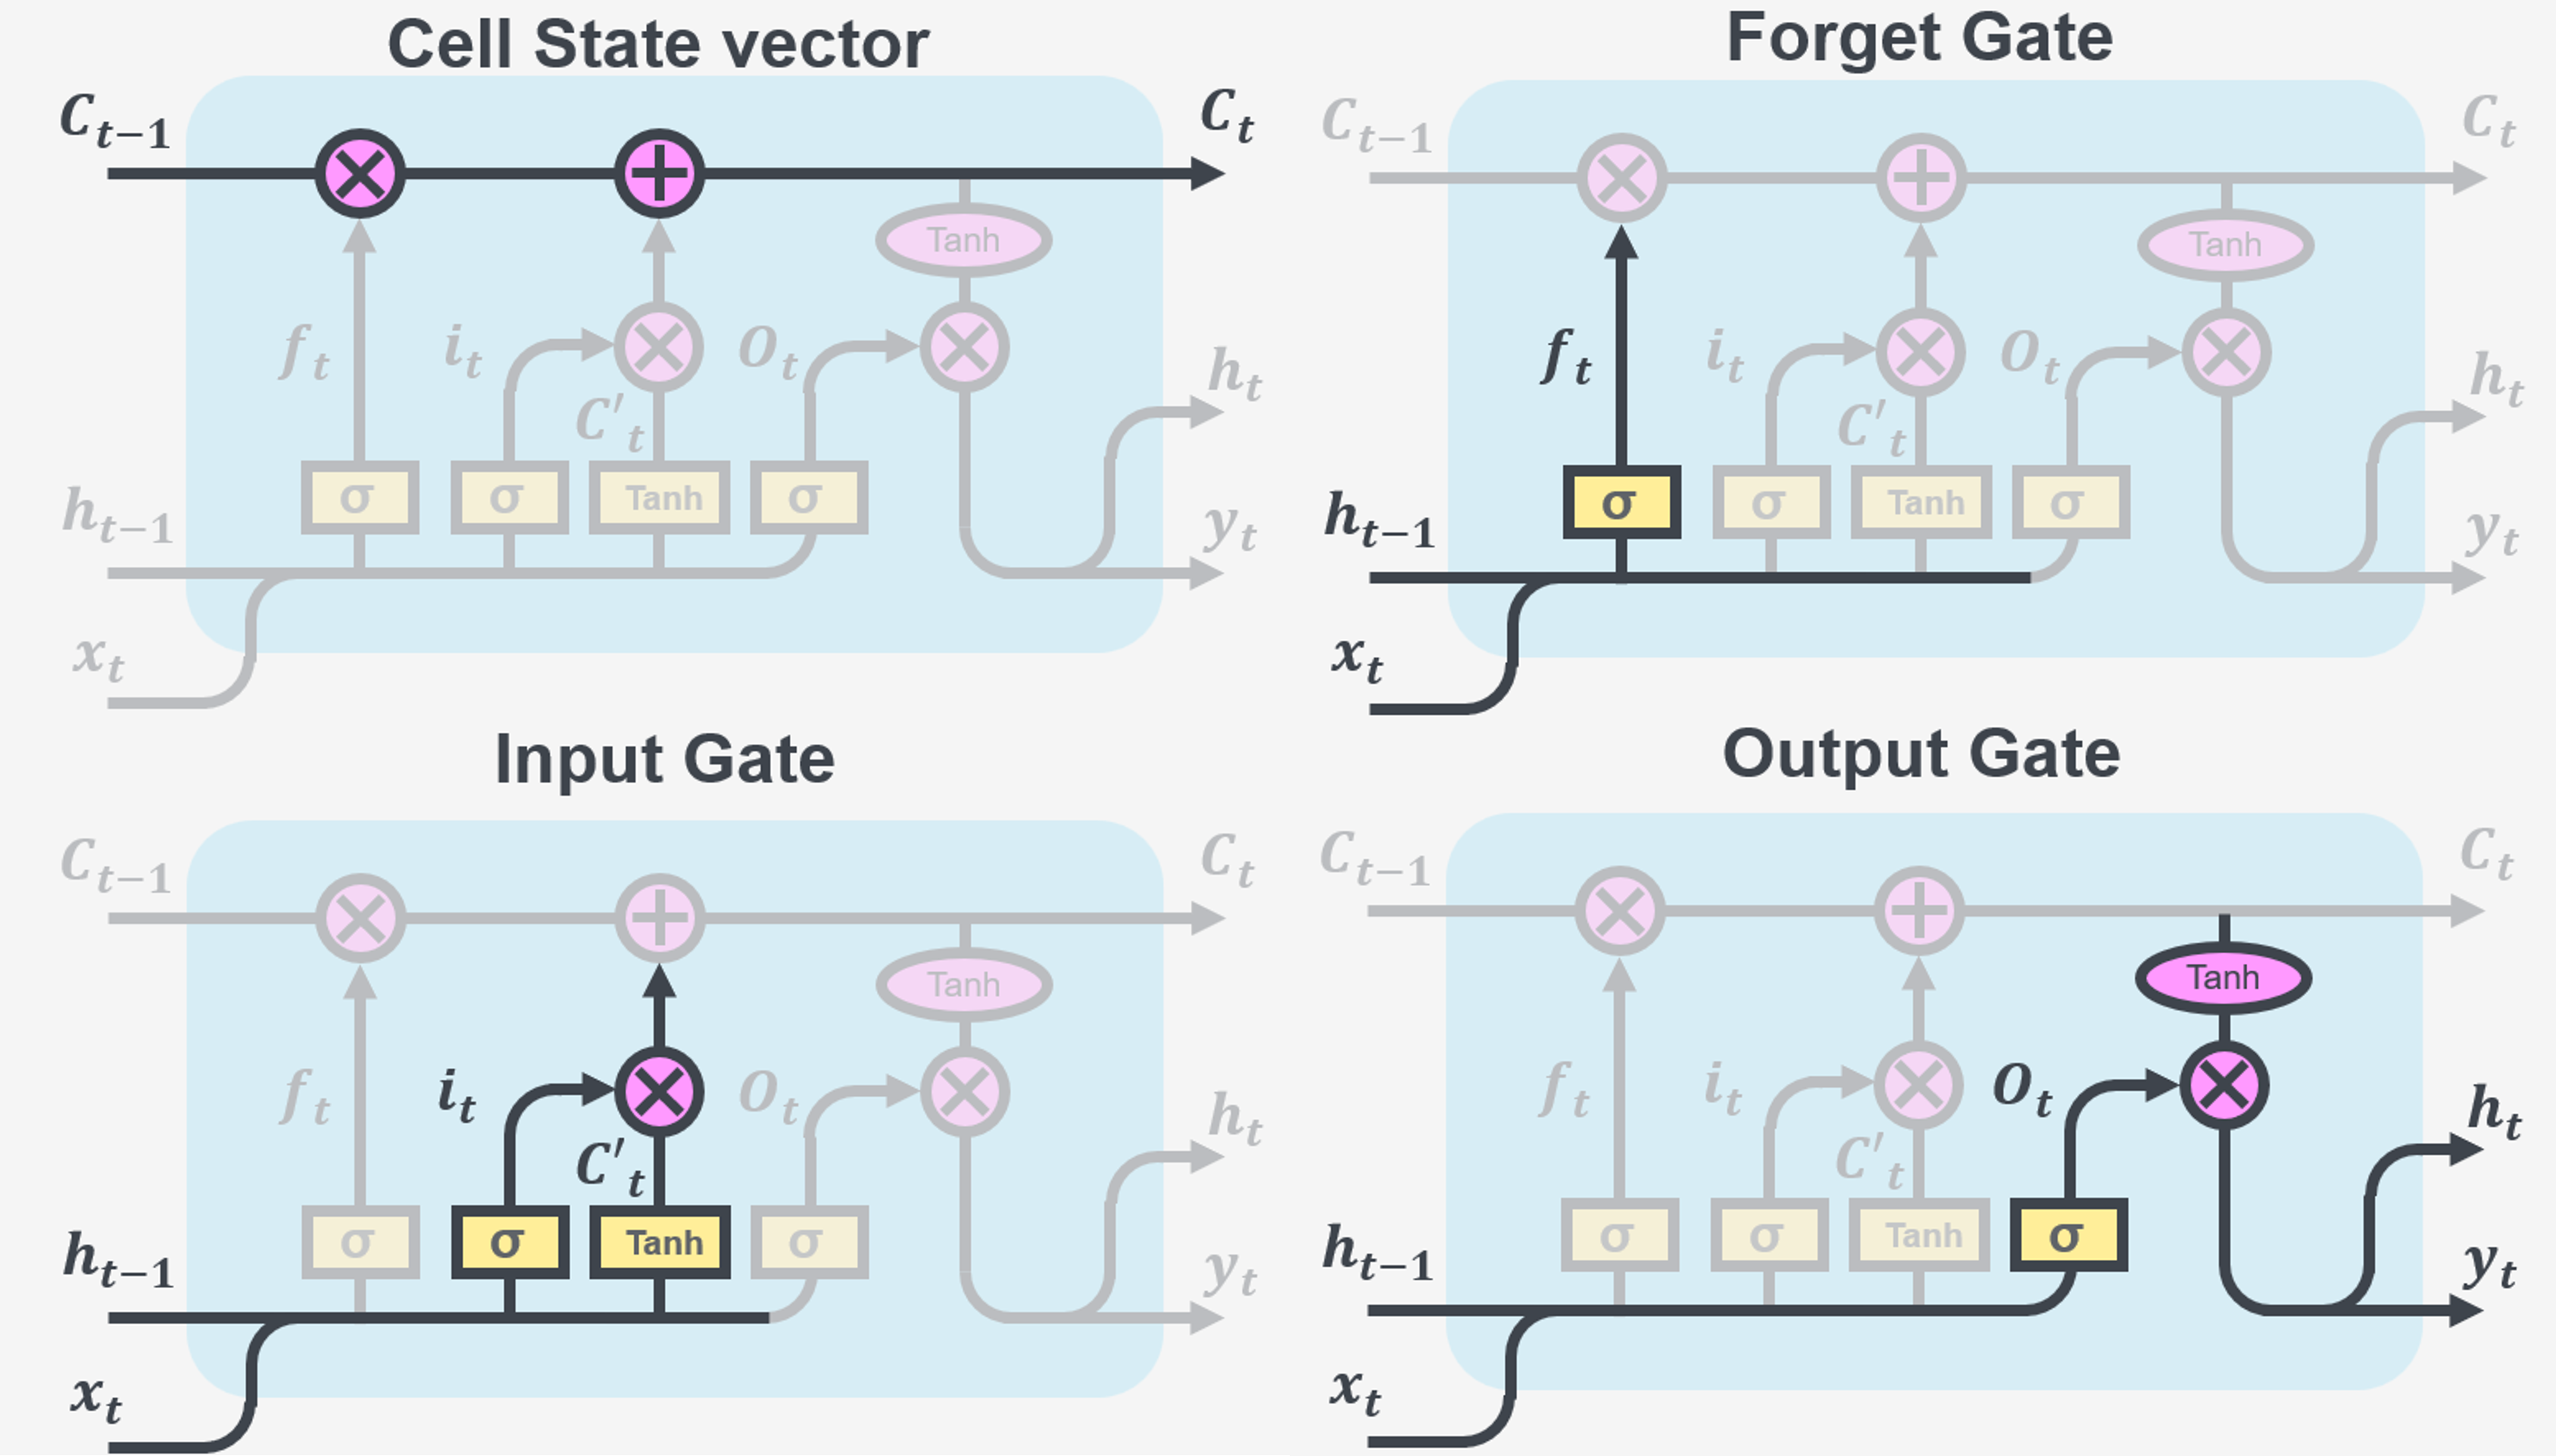 Cell State vector
C_{t-1}
C_t
Tanh
f_t
i_t
O_t
h_t
C'_t
h_{t-1}
σ
σ
Tanh
σ
y_t
x_t
Forget Gate
C_{t-1}
C_t
Tanh
f_t
i_t
O_t
h_t
C'_t
h_{t-1}
σ
σ
Tanh
σ
y_t
x_t
Input Gate
C_{t-1}
C_t
Tanh
f_t
i_t
O_t
h_t
C'_t
h_{t-1}
σ
σ
Tanh
σ
y_t
x_t
Output Gate
C_{t-1}
C_t
Tanh
f_t
i_t
O_t
h_t
C'_t
h_{t-1}
σ
σ
Tanh
σ
y_t
x_t